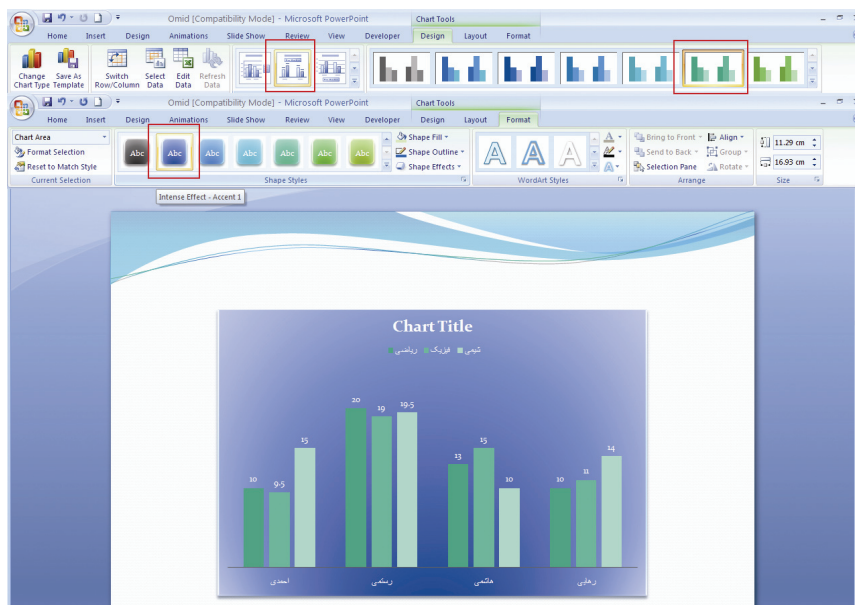 Omid [Compatibility Mode] - Microsoft PowerPoint
Chart Tools
Home Insert Design Animations Slide Show Review View Developer Design Layout Format
Change Chart Type
Save As Template
Switch Row/Column
Select Data
Edit Data
Refresh Data
Omid [Compatibility Mode] - Microsoft PowerPoint
Chart Tools
Home Insert Design Animations Slide Show Review View Developer Design Layout Format
Chart Area
Format Selection
Reset to Match Style
Current Selection
Abc Abc Abc Abc Abc Abc Abc
Shape Fill
Shape Outline
Shape Effects
Shape Styles
A A A
WordArt Styles
Bring to Front
Send to Back
Selection Pane
Align
Group
Rotate
Arrange
11.29 cm
16.93 cm
Size
Intense Effect - Accent 1
Chart Title
ریاضی فیزیک شیمی
10 9.5 15
20 19 19.5
13 15 10
10 11 14
احمدی رستمی هاشمی رهایی